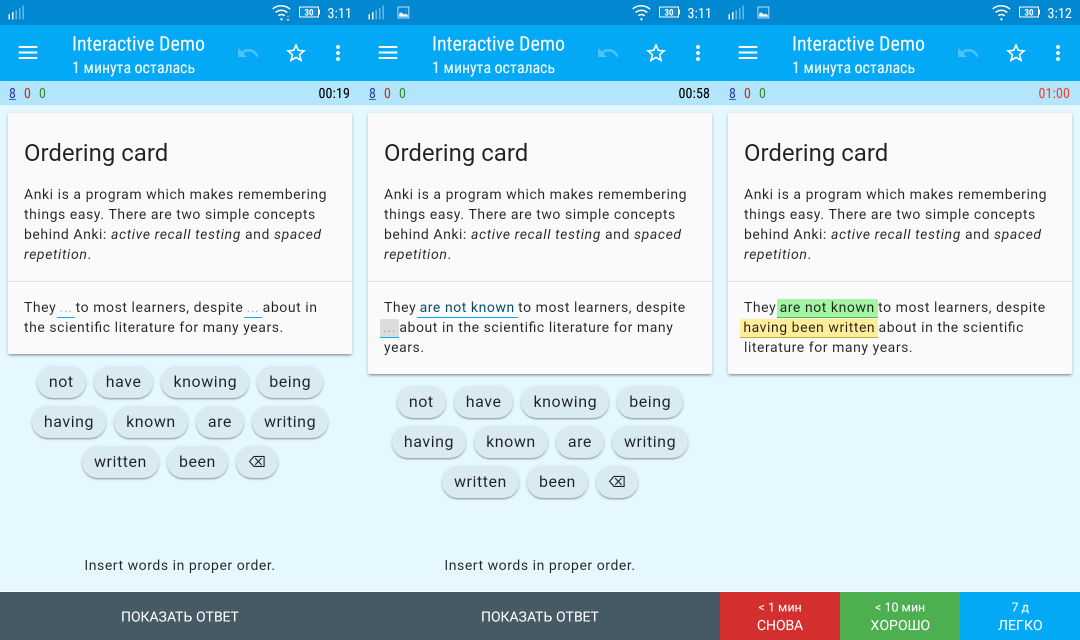 30 3:11
Interactive Demo
1 минута осталась
8 0 0 00:19
Ordering card
Anki is a program which makes remembering
things easy. There are two simple concepts
behind Anki: active recall testing and spaced
repetition.
They ... to most learners, despite ... about in
the scientific literature for many years.
not have knowing being
having known are writing
written been ⌫
Insert words in proper order.
ПОКАЗАТЬ ОТВЕТ
30 3:11
Interactive Demo
1 минута осталась
8 0 0 00:58
Ordering card
Anki is a program which makes remembering
things easy. There are two simple concepts
behind Anki: active recall testing and spaced
repetition.
They are not known to most learners, despite
... about in the scientific literature for many
years.
not have knowing being
having known are writing
written been ⌫
Insert words in proper order.
ПОКАЗАТЬ ОТВЕТ
30 3:12
Interactive Demo
1 минута осталась
8 0 0 01:00
Ordering card
Anki is a program which makes remembering
things easy. There are two simple concepts
behind Anki: active recall testing and spaced
repetition.
They are not known to most learners, despite
having been written about in the scientific
literature for many years.
< 1 мин < 10 мин 7 д
СНОВА ХОРОШО ЛЕГКО